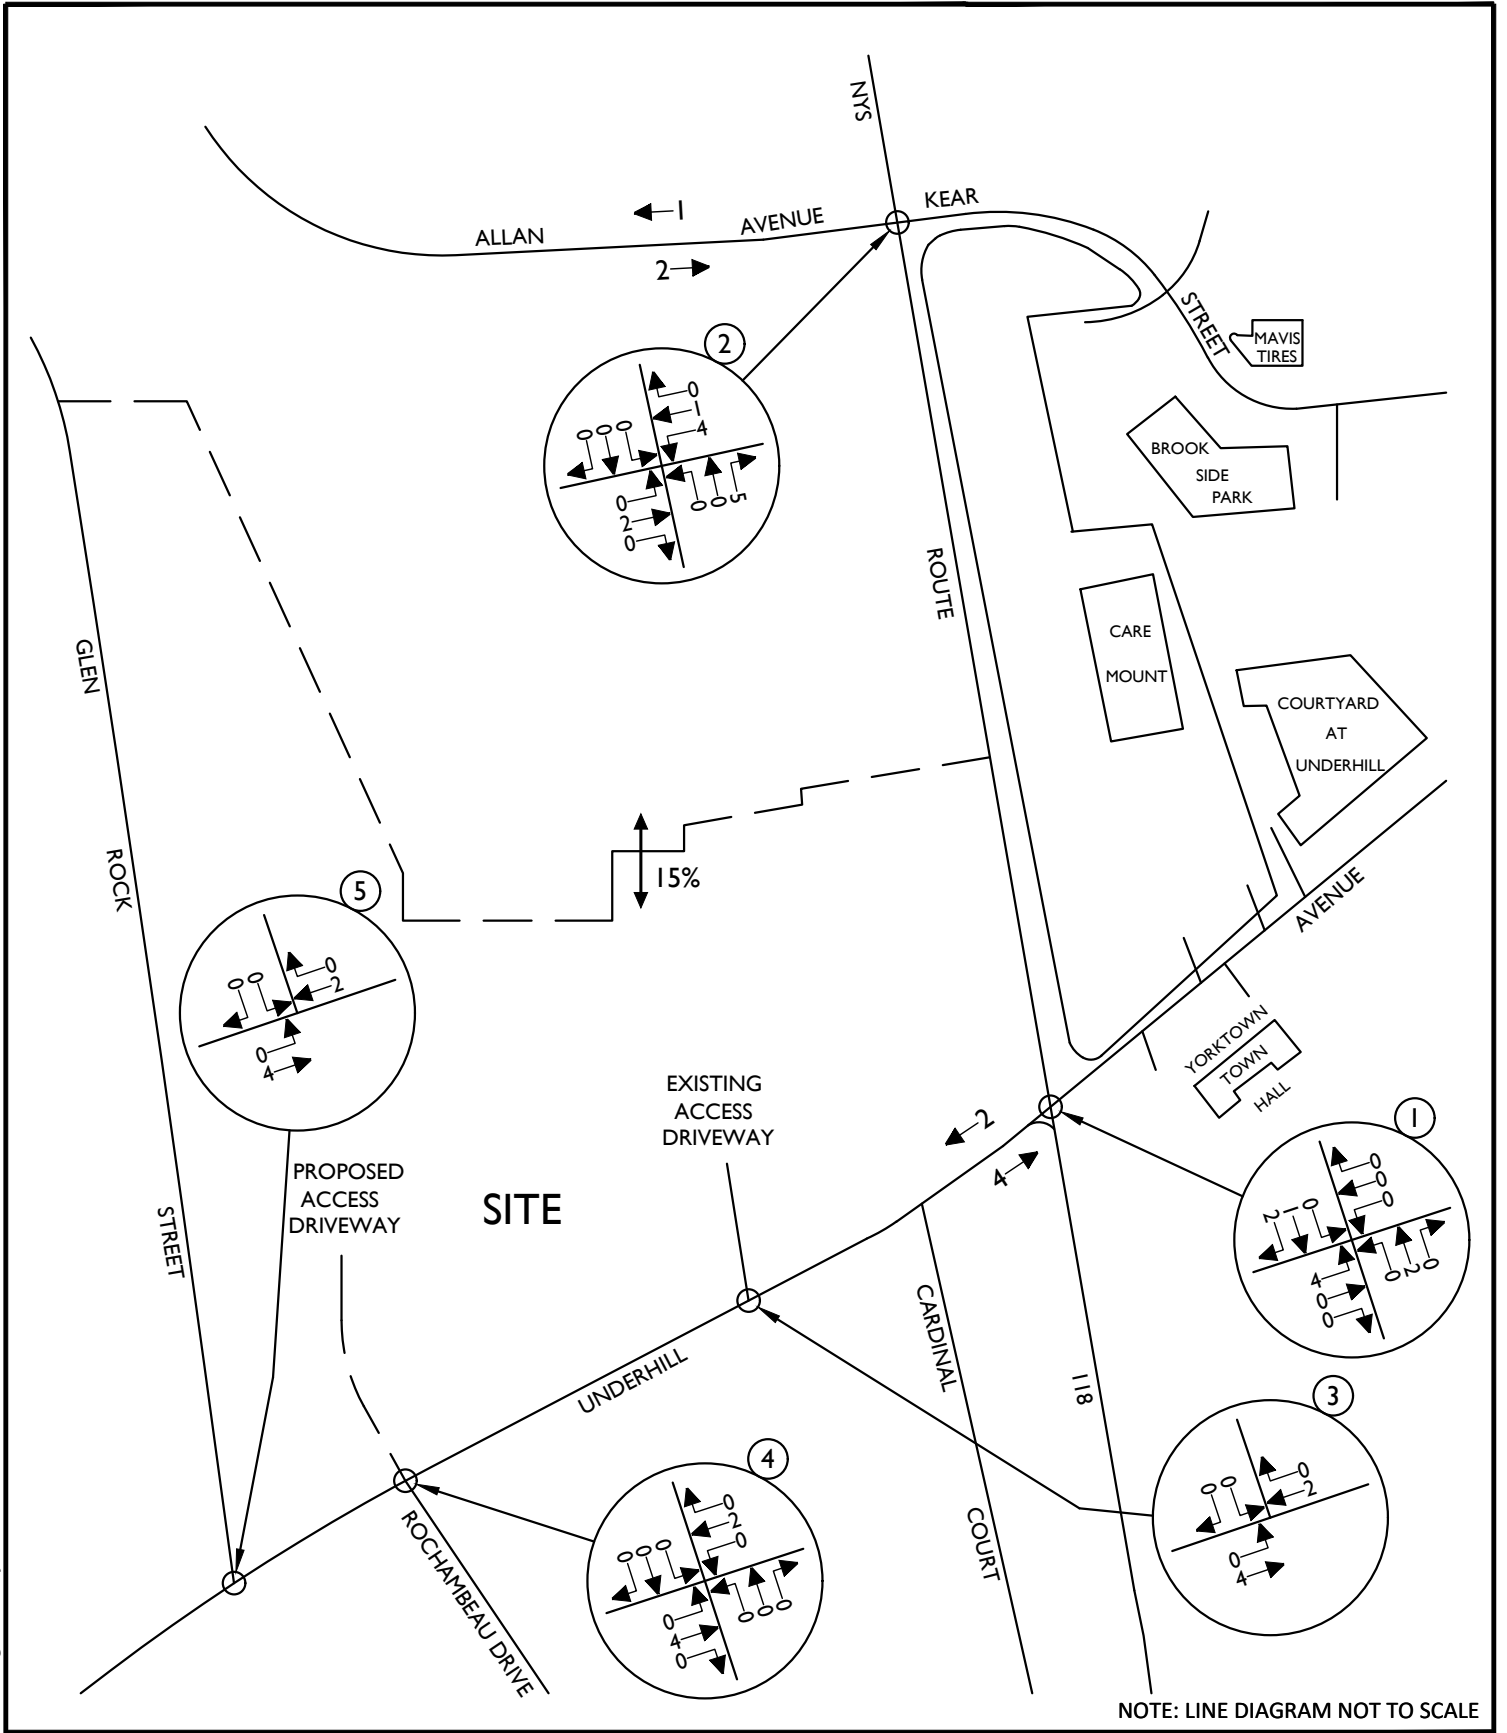 NYS
KEAR
1
ALLAN
AVENUE
2
STREET
MAVIS
TIRES
2
0
1
4
0
0
0
0
2
0
0
0
5
BROOK
SIDE
PARK
ROUTE
GLEN
CARE
MOUNT
COURTYARD
AT
UNDERHILL
15%
ROCK
AVENUE
5
0
2
0
0
0
4
YORKTOWN
TOWN
HALL
EXISTING
ACCESS
DRIVEWAY
2
4
1
0
0
0
2
1
0
4
0
0
0
2
0
PROPOSED
ACCESS
DRIVEWAY
SITE
STREET
CARDINAL
UNDERHILL
118
3
0
2
0
0
0
4
4
0
2
0
0
0
0
0
4
0
0
0
0
COURT
ROCHAMBEAU DRIVE
NOTE: LINE DIAGRAM NOT TO SCALE